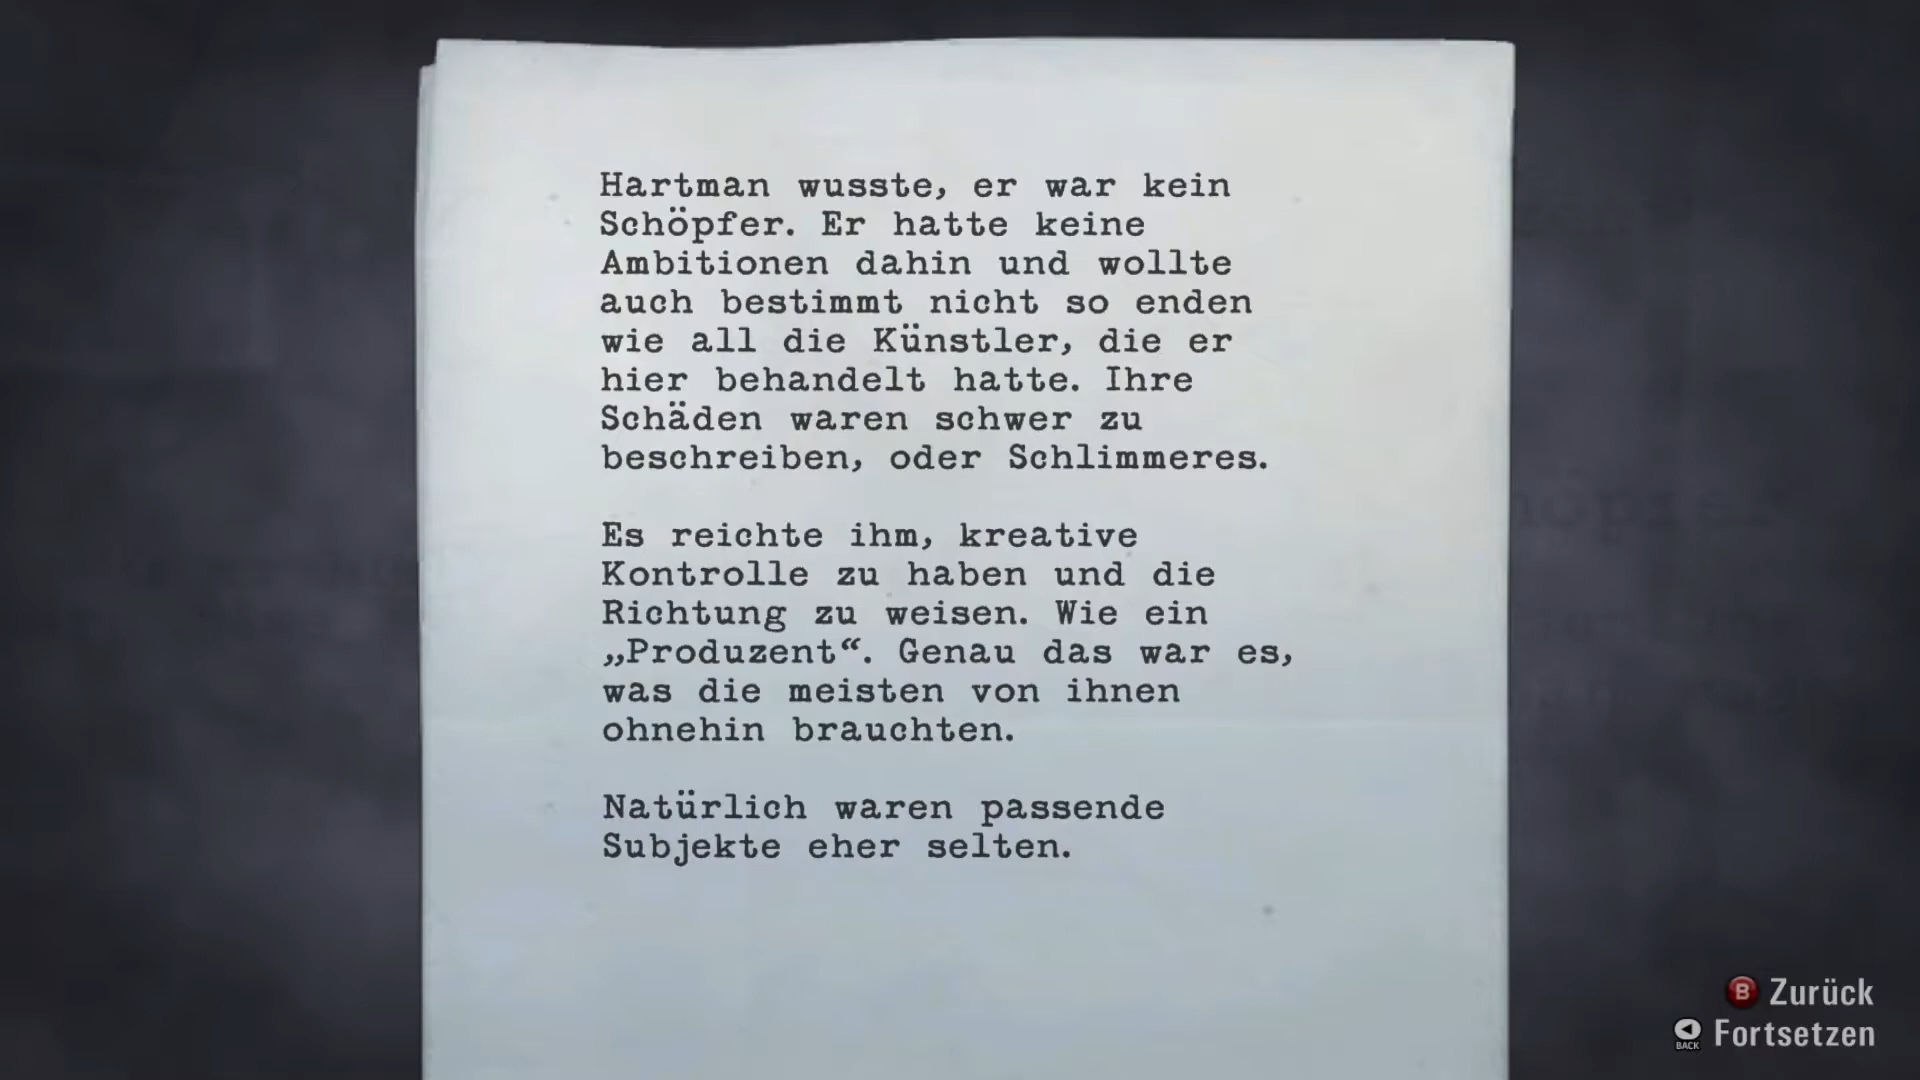 Hartman wusste, er war kein
Schöpfer. Er hatte keine
Ambitionen dahin und wollte
auch bestimmt nicht so enden
wie all die Künstler, die er
hier behandelt hatte. Ihre
Schäden waren schwer zu
beschreiben, oder Schlimmeres.
Es reichte ihm, kreative
Kontrolle zu haben und die
Richtung zu weisen. Wie ein
„Produzent“. Genau das war es,
was die meisten von ihnen
ohnehin brauchten.
Natürlich waren passende
Subjekte eher selten.
B Zurück
BACK Fortsetzen